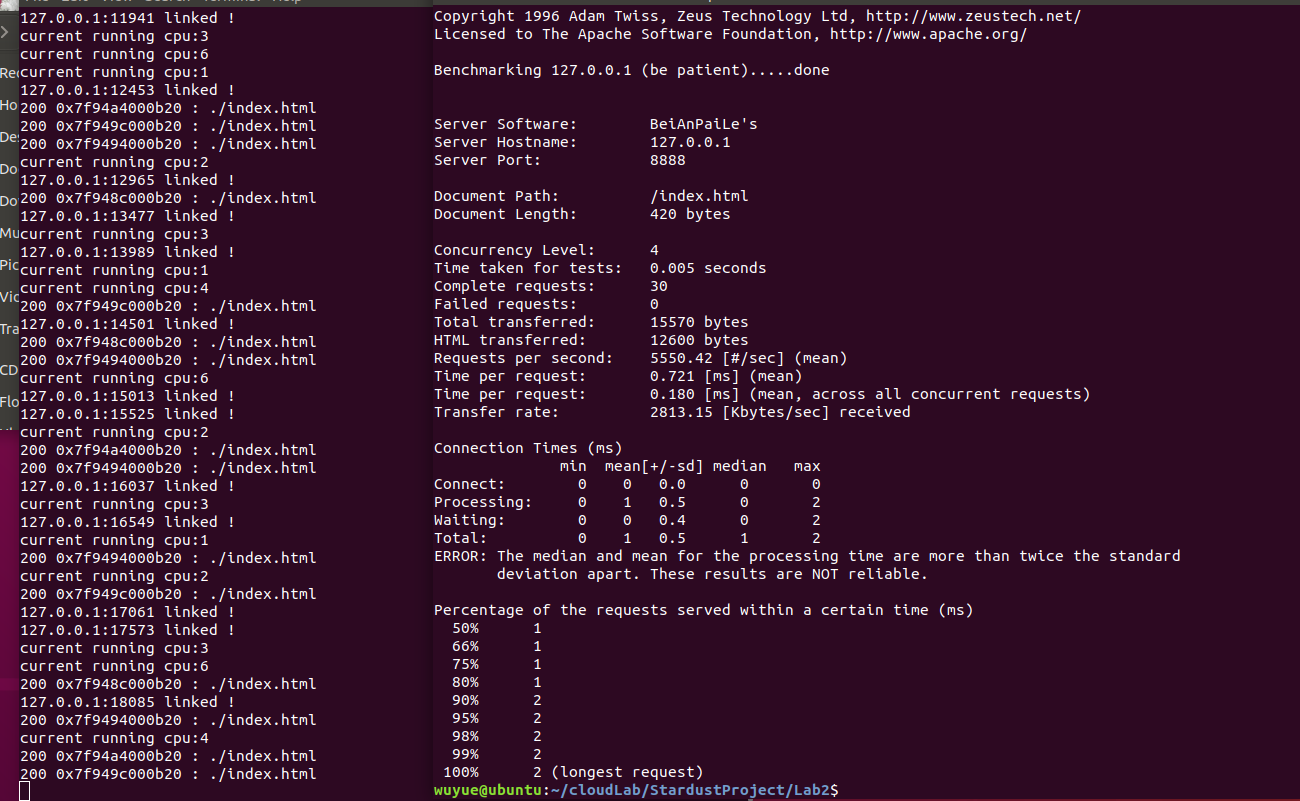 127.0.0.1:11941 linked !
current running cpu:3
current running cpu:6
current running cpu:1
127.0.0.1:12453 linked !
200 0x7f94a4000b20 : ./index.html
200 0x7f949c000b20 : ./index.html
200 0x7f9494000b20 : ./index.html
current running cpu:2
127.0.0.1:12965 linked !
200 0x7f948c000b20 : ./index.html
127.0.0.1:13477 linked !
current running cpu:3
127.0.0.1:13989 linked !
current running cpu:1
current running cpu:4
200 0x7f949c000b20 : ./index.html
127.0.0.1:14501 linked !
200 0x7f948c000b20 : ./index.html
200 0x7f9494000b20 : ./index.html
current running cpu:6
127.0.0.1:15013 linked !
127.0.0.1:15525 linked !
current running cpu:2
200 0x7f94a4000b20 : ./index.html
200 0x7f9494000b20 : ./index.html
127.0.0.1:16037 linked !
current running cpu:3
127.0.0.1:16549 linked !
current running cpu:1
200 0x7f9494000b20 : ./index.html
current running cpu:2
200 0x7f949c000b20 : ./index.html
127.0.0.1:17061 linked !
127.0.0.1:17573 linked !
current running cpu:3
current running cpu:6
200 0x7f948c000b20 : ./index.html
127.0.0.1:18085 linked !
200 0x7f9494000b20 : ./index.html
current running cpu:4
200 0x7f94a4000b20 : ./index.html
200 0x7f949c000b20 : ./index.html
Copyright 1996 Adam Twiss, Zeus Technology Ltd, http://www.zeustech.net/
Licensed to The Apache Software Foundation, http://www.apache.org/
Benchmarking 127.0.0.1 (be patient).....done
Server Software: BeiAnPaiLe's
Server Hostname: 127.0.0.1
Server Port: 8888
Document Path: /index.html
Document Length: 420 bytes
Concurrency Level: 4
Time taken for tests: 0.005 seconds
Complete requests: 30
Failed requests: 0
Total transferred: 15570 bytes
HTML transferred: 12600 bytes
Requests per second: 5550.42 [#/sec] (mean)
Time per request: 0.721 [ms] (mean)
Time per request: 0.180 [ms] (mean, across all concurrent requests)
Transfer rate: 2813.15 [Kbytes/sec] received
Connection Times (ms)
min mean[+/-sd] median max
Connect: 0 0 0.0 0 0
Processing: 0 1 0.5 0 2
Waiting: 0 0 0.4 0 2
Total: 0 1 0.5 1 2
ERROR: The median and mean for the processing time are more than twice the standard
deviation apart. These results are NOT reliable.
Percentage of the requests served within a certain time (ms)
50% 1
66% 1
75% 1
80% 1
90% 2
95% 2
98% 2
99% 2
100% 2 (longest request)
wuyue@ubuntu:~/cloudLab/StardustProject/Lab2$